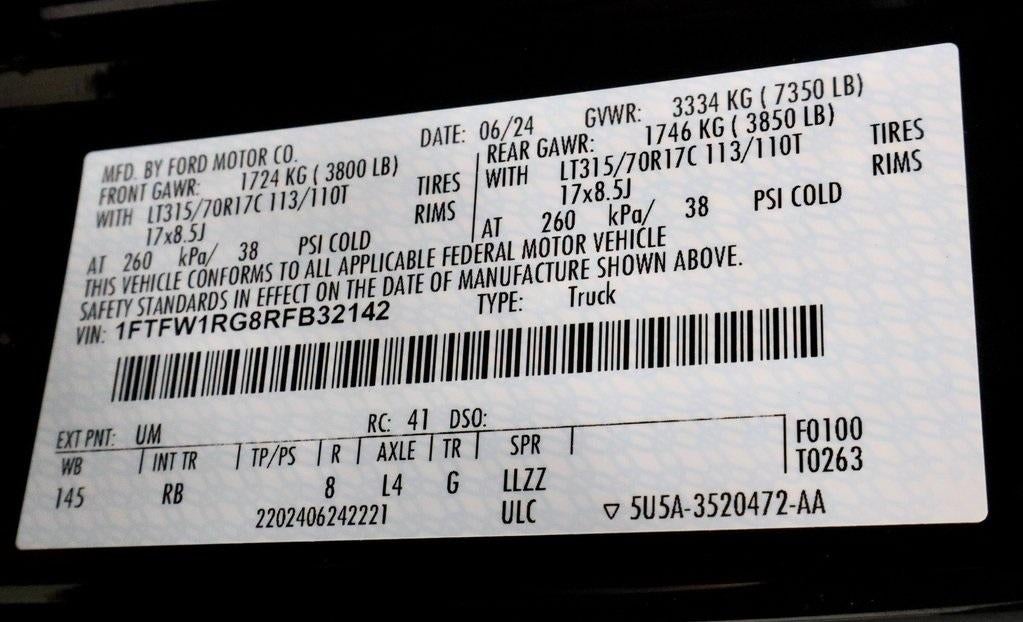 MFD. BY FORD MOTOR CO. DATE: 06/24 GVWR: 3334 KG ( 7350 LB)
FRONT GAWR: 1724 KG ( 3800 LB) REAR GAWR: 1746 KG ( 3850 LB)
WITH LT315/70R17C 113/110T TIRES WITH LT315/70R17C 113/110T TIRES
17x8.5J RIMS 17x8.5J RIMS
AT 260 kPa/ 38 PSI COLD AT 260 kPa/ 38 PSI COLD
THIS VEHICLE CONFORMS TO ALL APPLICABLE FEDERAL MOTOR VEHICLE
SAFETY STANDARDS IN EFFECT ON THE DATE OF MANUFACTURE SHOWN ABOVE.
VIN: 1FTFW1RG8RFB32142 TYPE: Truck
EXT PNT: UM RC: 41 DSO:
WB INT TR TP/PS R AXLE TR SPR F0100
T0263
145 RB 8 L4 G LLZZ
2202406242221 ULC ▽ 5U5A-3520472-AA